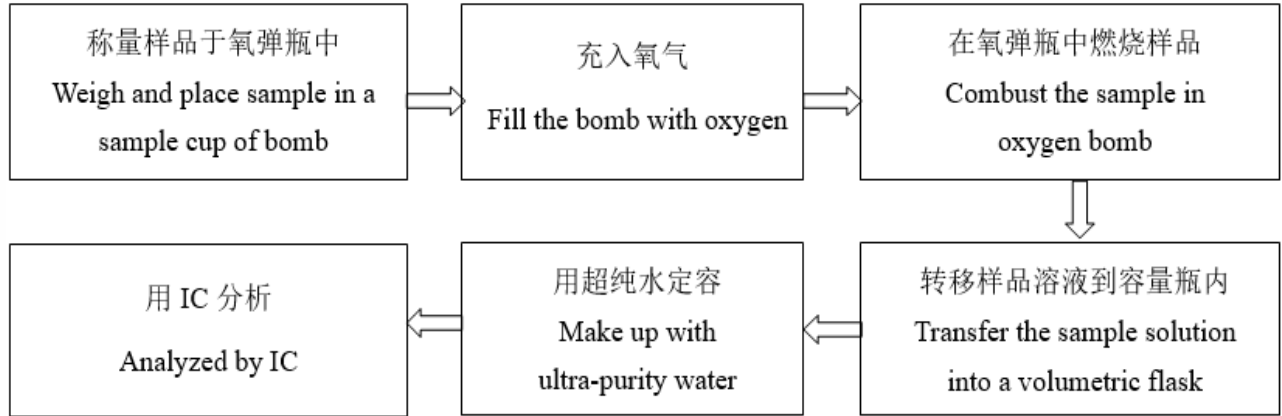 称量样品于氧弹瓶中
Weigh and place sample in a
sample cup of bomb
充入氧气
Fill the bomb with oxygen
在氧弹瓶中燃烧样品
Combust the sample in
oxygen bomb
转移样品溶液到容量瓶内
Transfer the sample solution
into a volumetric flask
用超纯水定容
Make up with
ultra-purity water
用 IC 分析
Analyzed by IC